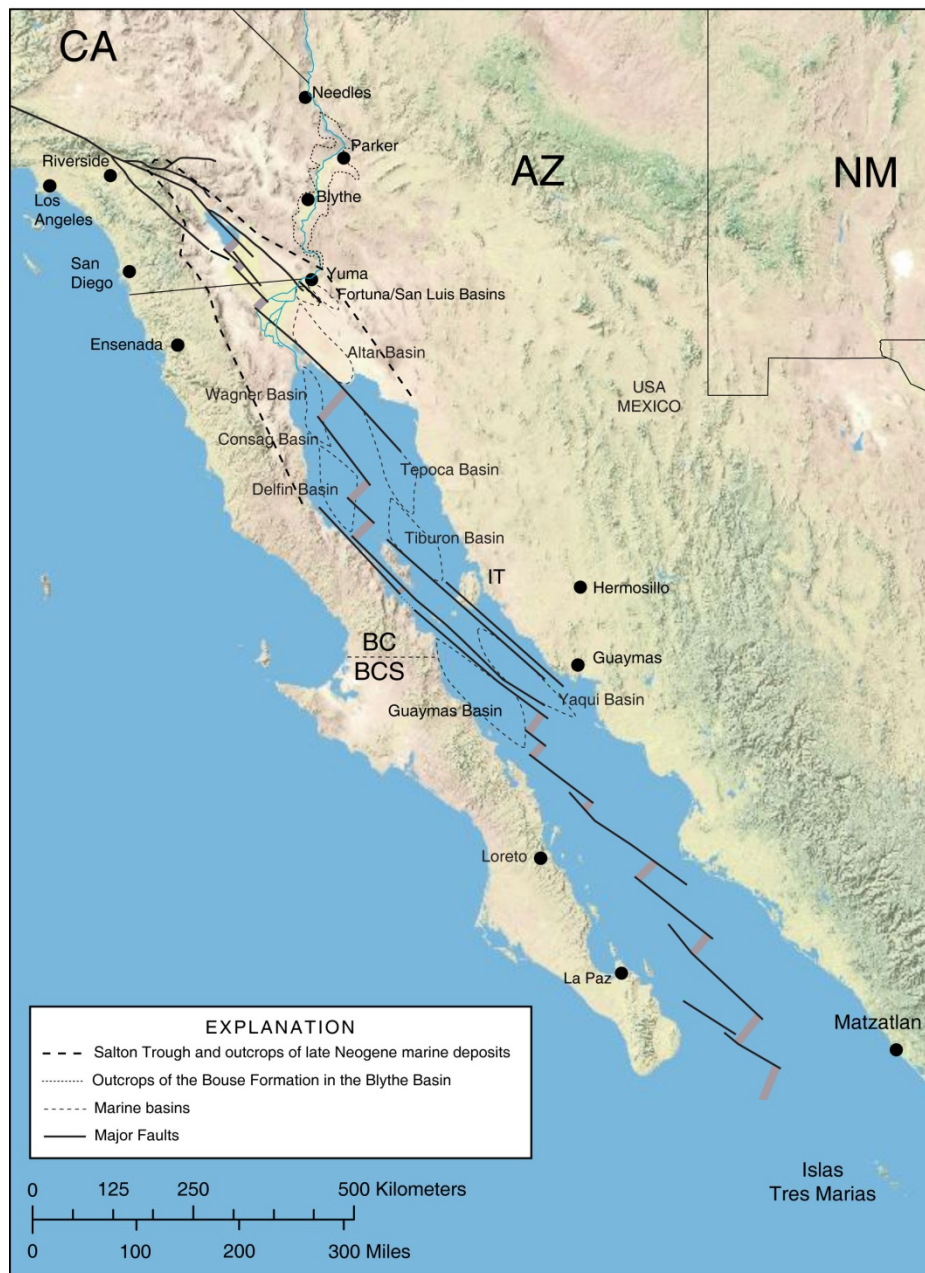 CA
Needles
Parker
Riverside
AZ
NM
Los
Angeles
Blythe
San
Diego
Yuma
Fortuna/San Luis Basins
Ensenada
Altar Basin
Wagner Basin
USA
MEXICO
Consag Basin
Tepoca Basin
Delfin Basin
Tiburon Basin
IT
Hermosillo
BC
BCS
Guaymas
Yaqui Basin
Guaymas Basin
Loreto
La Paz
Matzatlan
EXPLANATION
Salton Trough and outcrops of late Neogene marine deposits
Outcrops of the Bouse Formation in the Blythe Basin
Marine basins
Major Faults
Islas
Tres Marias
0 125 250 500 Kilometers
0 100 200 300 Miles